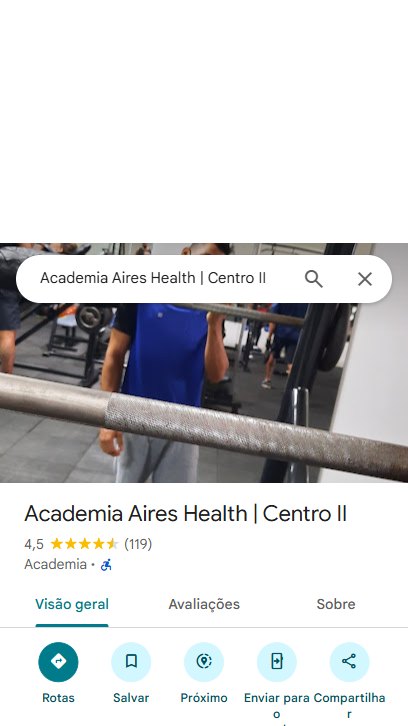 Academia Aires Health | Centro II
Academia Aires Health | Centro II
4,5 (119)
Academia ·
Visão geral Avaliações Sobre
Rotas Salvar Próximo Enviar para o Compartilhar